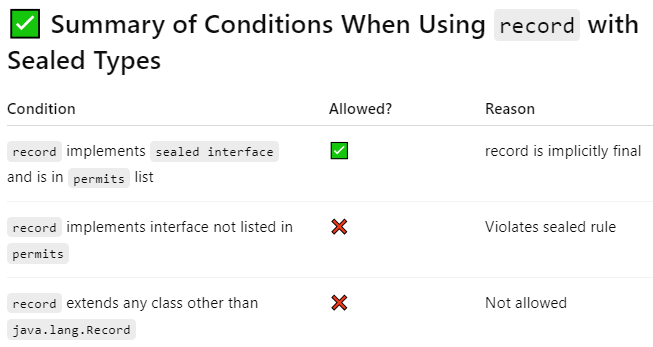 ✅ Summary of Conditions When Using record with
Sealed Types
Condition Allowed? Reason
record implements sealed interface ✅ record is implicitly final
and is in permits list
record implements interface not listed in ❌ Violates sealed rule
permits
record extends any class other than ❌ Not allowed
java.lang.Record